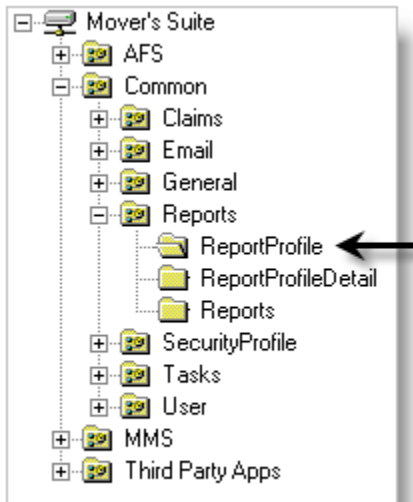 Mover's Suite
AFS
Common
Claims
Email
General
Reports
ReportProfile
ReportProfileDetail
Reports
SecurityProfile
Tasks
User
MMS
Third Party Apps